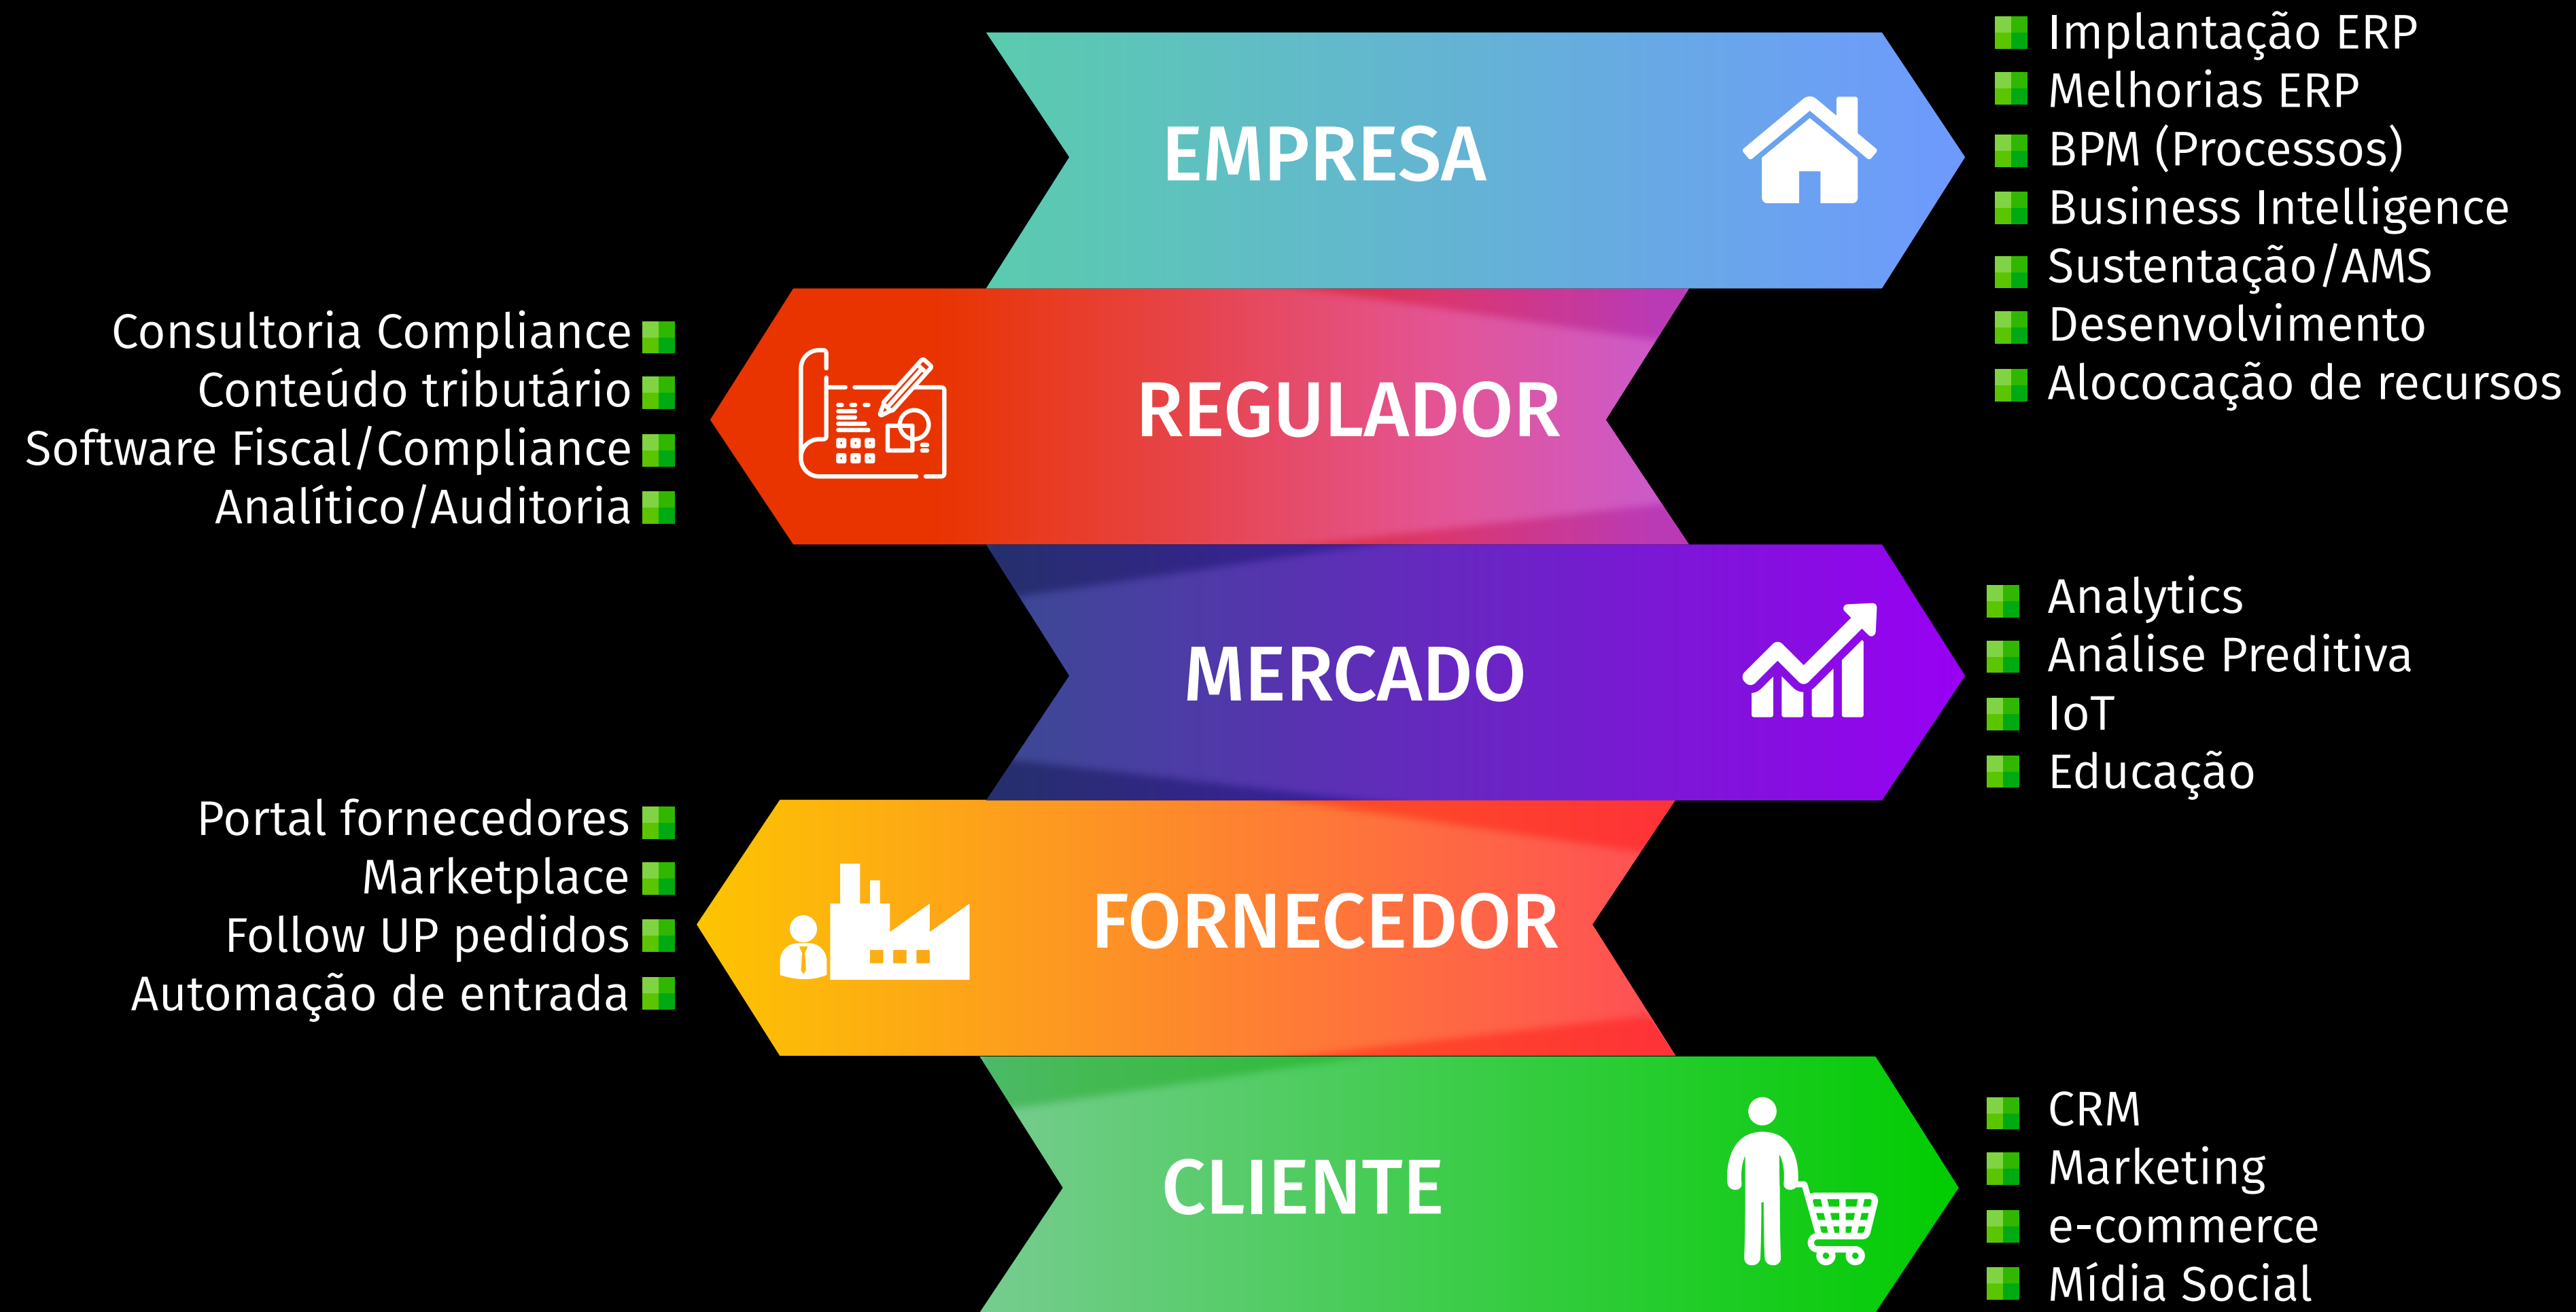 EMPRESA
Implantação ERP
Melhorias ERP
BPM (Processos)
Business Intelligence
Sustentação/AMS
Desenvolvimento
Alococação de recursos
REGULADOR
Consultoria Compliance
Conteúdo tributário
Software Fiscal/Compliance
Analítico/Auditoria
MERCADO
Analytics
Análise Preditiva
IoT
Educação
FORNECEDOR
Portal fornecedores
Marketplace
Follow UP pedidos
Automação de entrada
CLIENTE
CRM
Marketing
e-commerce
Mídia Social